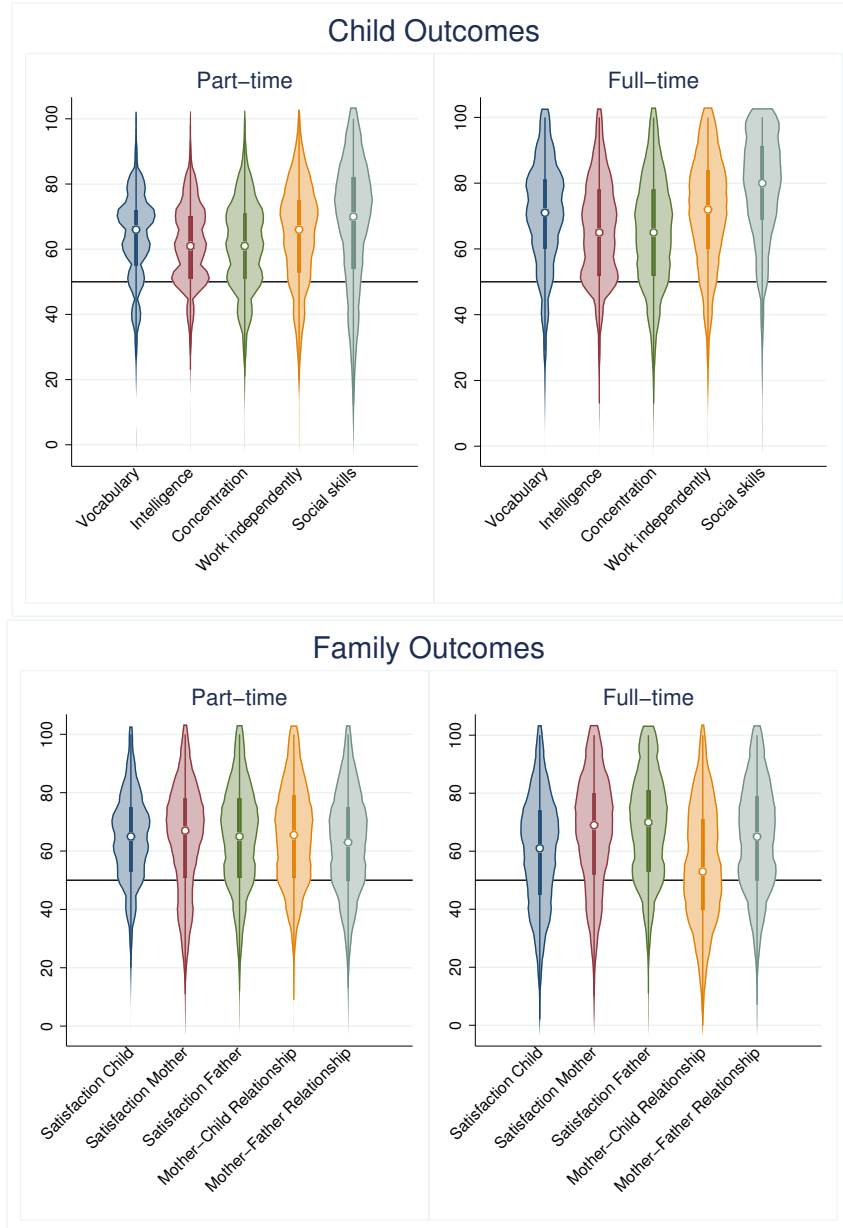 Child Outcomes
Part−time
Full−time
100
80
60
40
20
0
Vocabulary
Intelligence
Concentration
Work independently
Social skills
100
80
60
40
20
0
Vocabulary
Intelligence
Concentration
Work independently
Social skills
Family Outcomes
Part−time
Full−time
100
80
60
40
20
0
Satisfaction Child
Satisfaction Mother
Satisfaction Father
Mother−Child Relationship
Mother−Father Relationship
100
80
60
40
20
0
Satisfaction Child
Satisfaction Mother
Satisfaction Father
Mother−Child Relationship
Mother−Father Relationship